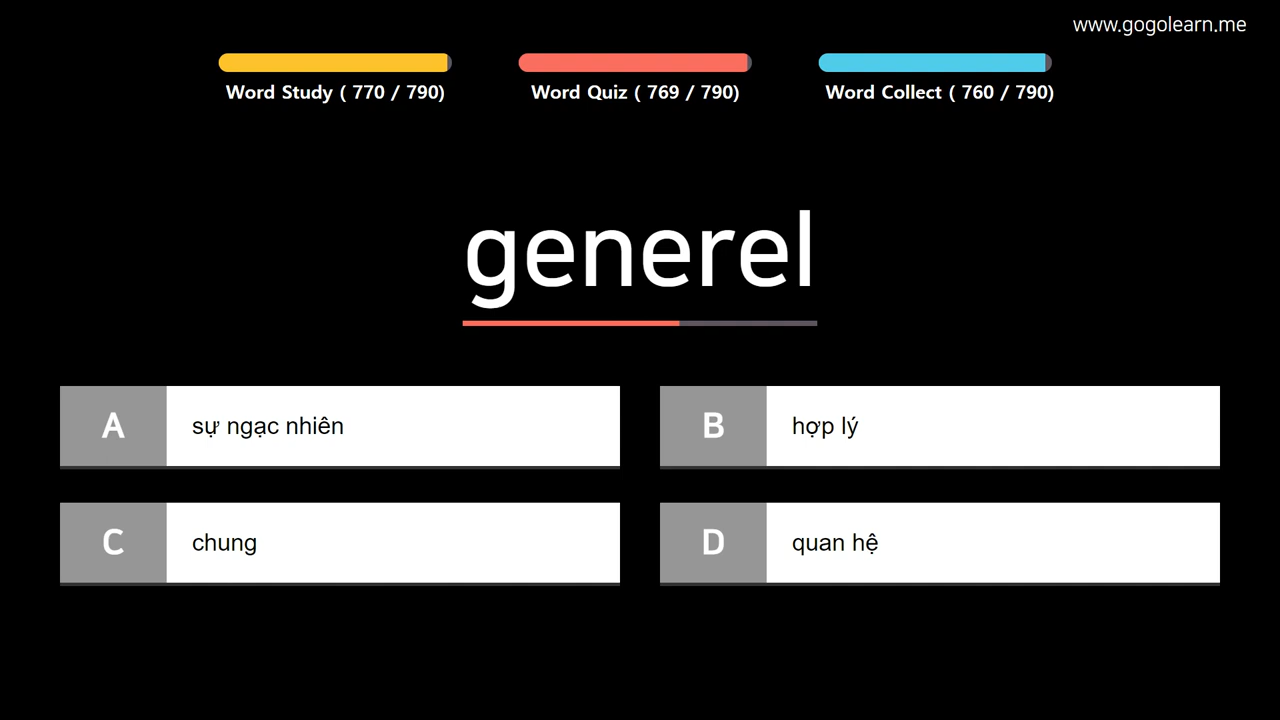 www.gogolearn.me
Word Study ( 770 / 790)
Word Quiz ( 769 / 790)
Word Collect ( 760 / 790)
generel
A sự ngạc nhiên
B hợp lý
C chung
D quan hệ